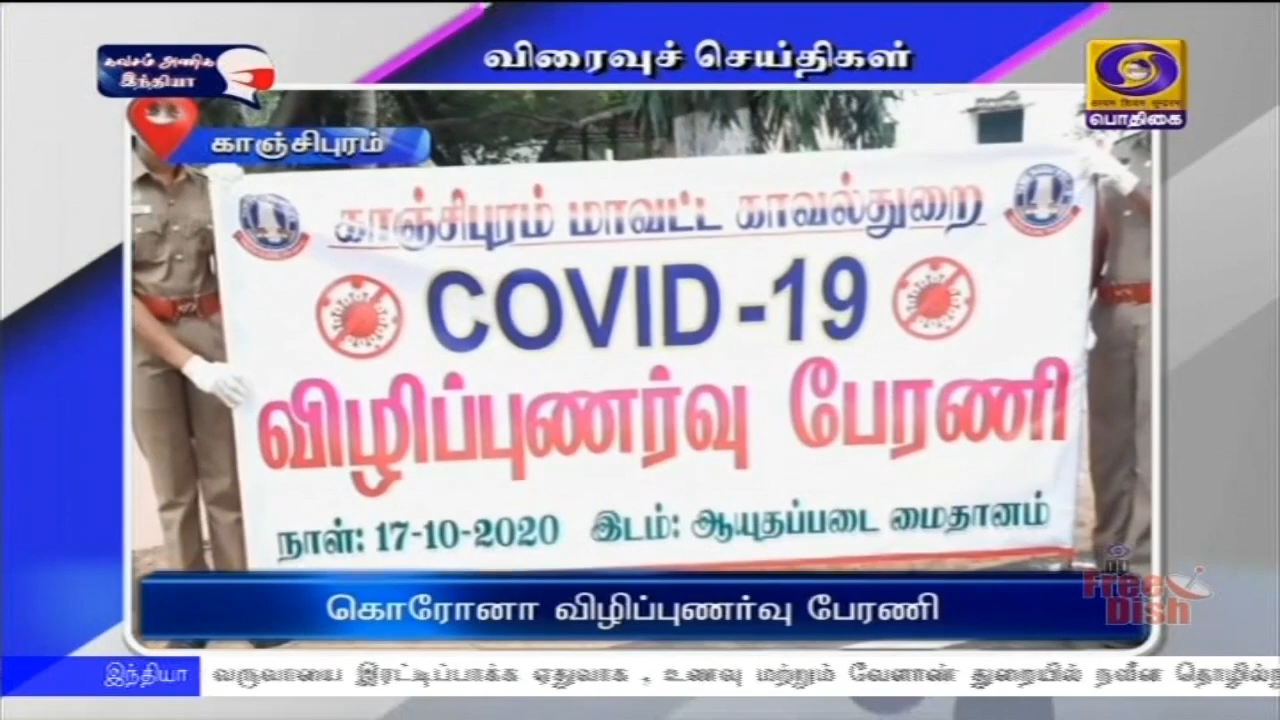 விரைவுச் செய்திகள்
கவசம் அணிக
இந்தியா
பொதிகை
காஞ்சிபுரம்
காஞ்சிபுரம் மாவட்ட காவல்துறை
COVID -19
விழிப்புணர்வு பேரணி
நாள்: 17-10-2020 இடம்: ஆயுதப்படை மைதானம்
DD
Free Dish
கொரோனா விழிப்புணர்வு பேரணி
இந்தியா வருவாயை இரட்டிப்பாக்க ஏதுவாக , உணவு மற்றும் வேளாண் துறையில் நவீன